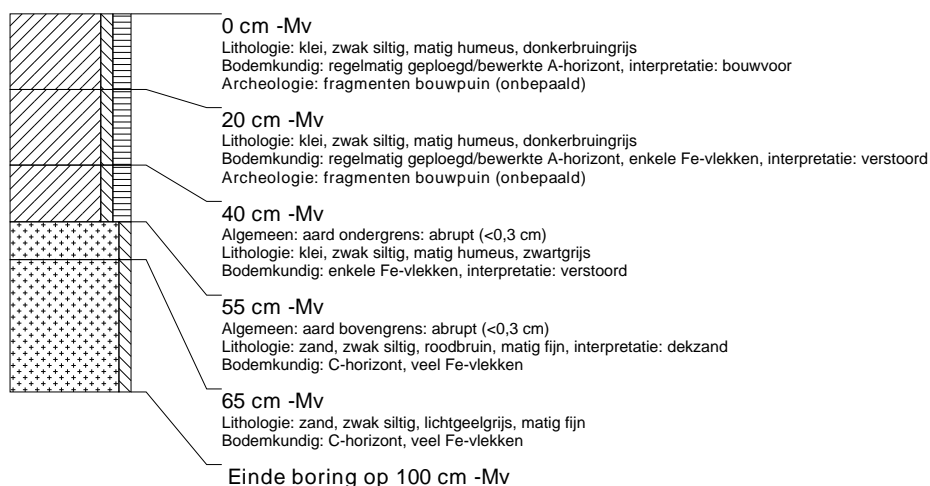 0 cm -Mv
Lithologie: klei, zwak siltig, matig humeus, donkerbruingrijs
Bodemkundig: regelmatig geploegd/bewerkte A-horizont, interpretatie: bouwvoor
Archeologie: fragmenten bouwpuin (onbepaald)
20 cm -Mv
Lithologie: klei, zwak siltig, matig humeus, donkerbruingrijs
Bodemkundig: regelmatig geploegd/bewerkte A-horizont, enkele Fe-vlekken, interpretatie: verstoord
Archeologie: fragmenten bouwpuin (onbepaald)
40 cm -Mv
Algemeen: aard ondergrens: abrupt (<0,3 cm)
Lithologie: klei, zwak siltig, matig humeus, zwartgrijs
Bodemkundig: enkele Fe-vlekken, interpretatie: verstoord
55 cm -Mv
Algemeen: aard bovengrens: abrupt (<0,3 cm)
Lithologie: zand, zwak siltig, roodbruin, matig fijn, interpretatie: dekzand
Bodemkundig: C-horizont, veel Fe-vlekken
65 cm -Mv
Lithologie: zand, zwak siltig, lichtgeelgrijs, matig fijn
Bodemkundig: C-horizont, veel Fe-vlekken
Einde boring op 100 cm -Mv